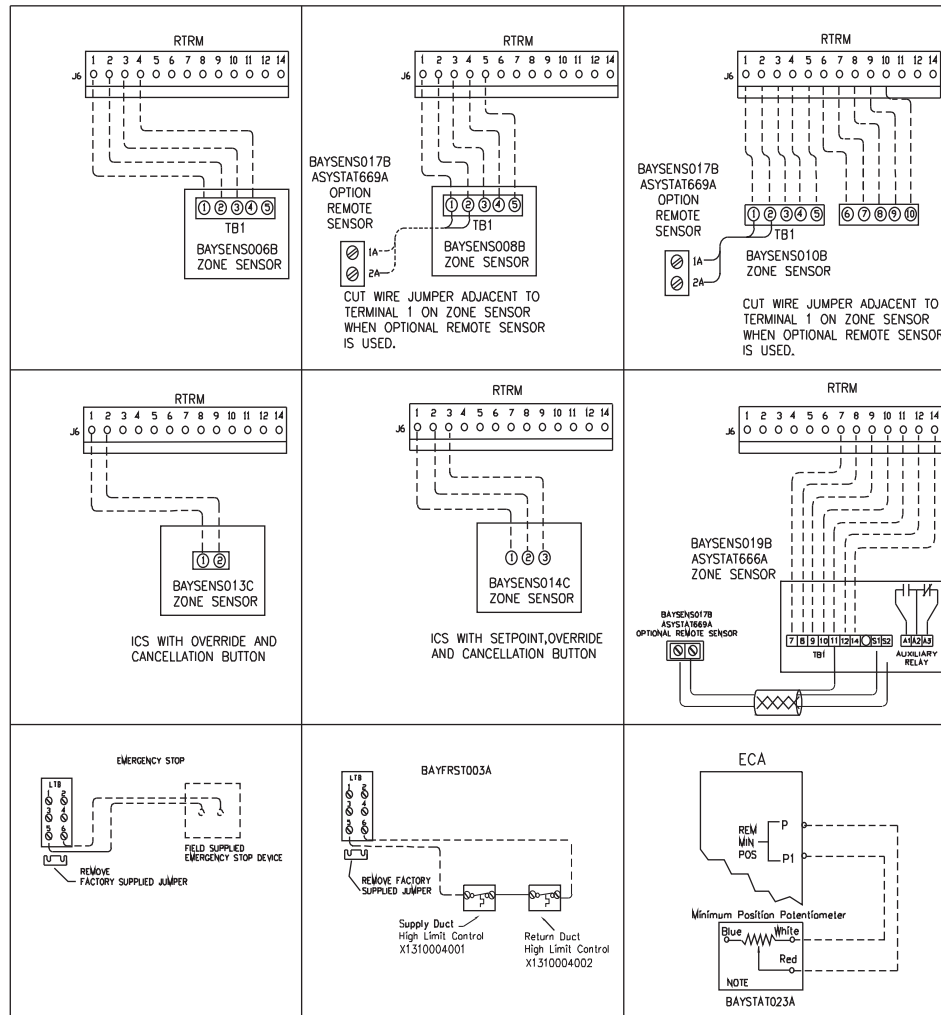 RTRM
1 2 3 4 5 6 7 8 9 10 11 12 14
J6
1 2 3 4 5
TB1
BAYSENS006B
ZONE SENSOR
RTRM
1 2 3 4 5 6 7 8 9 10 11 12 14
J6
BAYSENS017B
ASYSTAT669A
OPTION
REMOTE
SENSOR
1A
2A
1 2 3 4 5
TB1
BAYSENS008B
ZONE SENSOR
CUT WIRE JUMPER ADJACENT TO
TERMINAL 1 ON ZONE SENSOR
WHEN OPTIONAL REMOTE SENSOR
IS USED.
RTRM
1 2 3 4 5 6 7 8 9 10 11 12 14
J6
BAYSENS017B
ASYSTAT669A
OPTION
REMOTE
SENSOR
1A
2A
1 2 3 4 5
6 7 8 9 10
TB1
BAYSENS010B
ZONE SENSOR
CUT WIRE JUMPER ADJACENT TO
TERMINAL 1 ON ZONE SENSOR
WHEN OPTIONAL REMOTE SENSOR
IS USED.
RTRM
1 2 3 4 5 6 7 8 9 10 11 12 14
J6
1 2
BAYSENS013C
ZONE SENSOR
ICS WITH OVERRIDE AND
CANCELLATION BUTTON
RTRM
1 2 3 4 5 6 7 8 9 10 11 12 14
J6
1 2 3
BAYSENS014C
ZONE SENSOR
ICS WITH SETPOINT,OVERRIDE
AND CANCELLATION BUTTON
RTRM
1 2 3 4 5 6 7 8 9 10 11 12 14
J6
BAYSENS019B
ASYSTAT666A
ZONE SENSOR
BAYSENS017B
ASYSTAT669A
OPTIONAL REMOTE SENSOR
7 8 9 10 11 12 14 S1 S2
A1 A2 A3
TB1
AUXILIARY
RELAY
EMERGENCY STOP
LTB
1 2
3 4
5 6
REMOVE
FACTORY SUPPLIED JUMPER
FIELD SUPPLIED
EMERGENCY STOP DEVICE
BAYFRST003A
LTB
1 2
3 4
5 6
REMOVE FACTORY
SUPPLIED JUMPER
Supply Duct
High Limit Control
X1310004001
Return Duct
High Limit Control
X1310004002
ECA
REM
MIN
POS
P
P1
Minimum Position Potentiometer
Blue
White
Red
NOTE
BAYSTAT023A